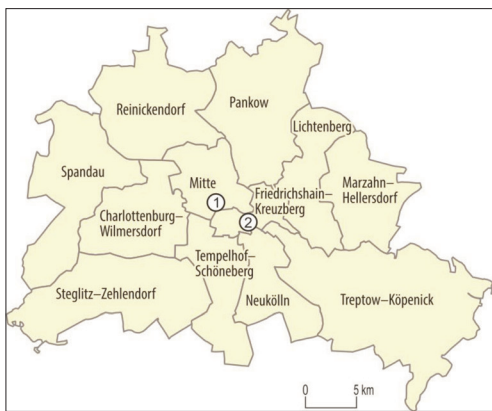 Reinickendorf
Pankow
Lichtenberg
Spandau
Mitte
Marzahn–
Hellersdorf
1
Friedrichshain–
Kreuzberg
Charlottenburg–
Wilmersdorf
2
Tempelhof–
Schöneberg
Steglitz–Zehlendorf
Neukölln
Treptow–Köpenick
0
5 km